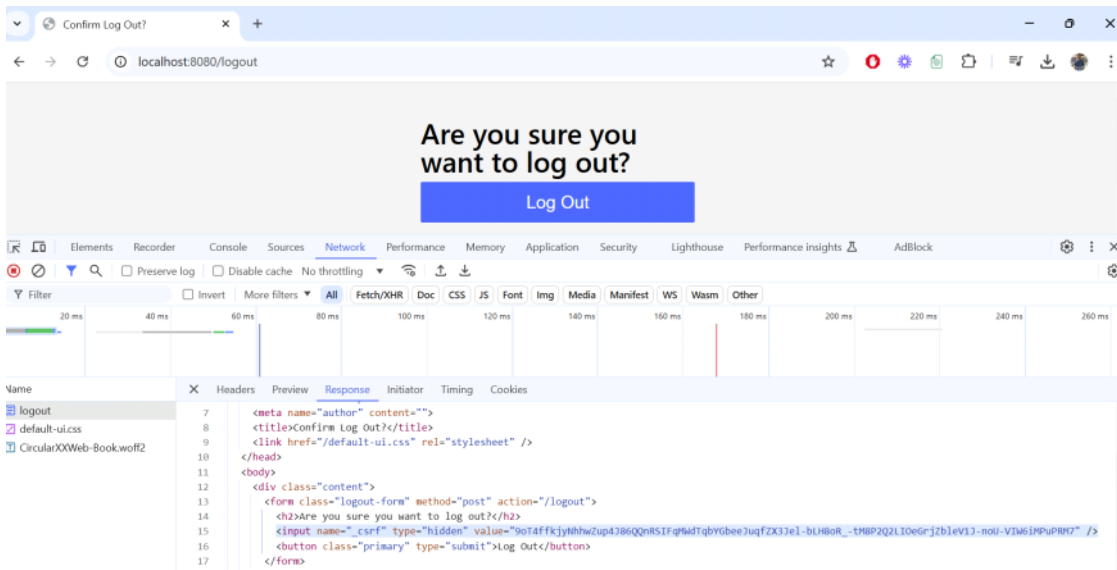 Confirm Log Out?
localhost:8080/logout
Are you sure you
want to log out?
Log Out
Elements Recorder Console Sources Network Performance Memory Application Security Lighthouse Performance insights AdBlock
Preserve log Disable cache No throttling
Filter Invert More filters All Fetch/XHR Doc CSS JS Font Img Media Manifest WS Wasm Other
20 ms 40 ms 60 ms 80 ms 100 ms 120 ms 140 ms 160 ms 180 ms 200 ms 220 ms 240 ms 260 ms
Name Headers Preview Response Initiator Timing Cookies
logout
default-ui.css
CircularXXWeb-Book.woff2
7 <meta name="author" content="">
8 <title>Confirm Log Out?</title>
9 <link href="/default-ui.css" rel="stylesheet" />
10 </head>
11 <body>
12 <div class="content">
13 <form class="logout-form" method="post" action="/logout">
14 <h2>Are you sure you want to log out?</h2>
15 <input name="_csrf" type="hidden" value="9oT4ffkjyNhhwZup4J86QQnRSIFqMWdTqbYGbeeJuqfZX3Jel-bLH8oR_-tM8P2Q2LIOeGrjZbleV1J-noU-VIW6iMPuPRM7" />
16 <button class="primary" type="submit">Log Out</button>
17 </form>